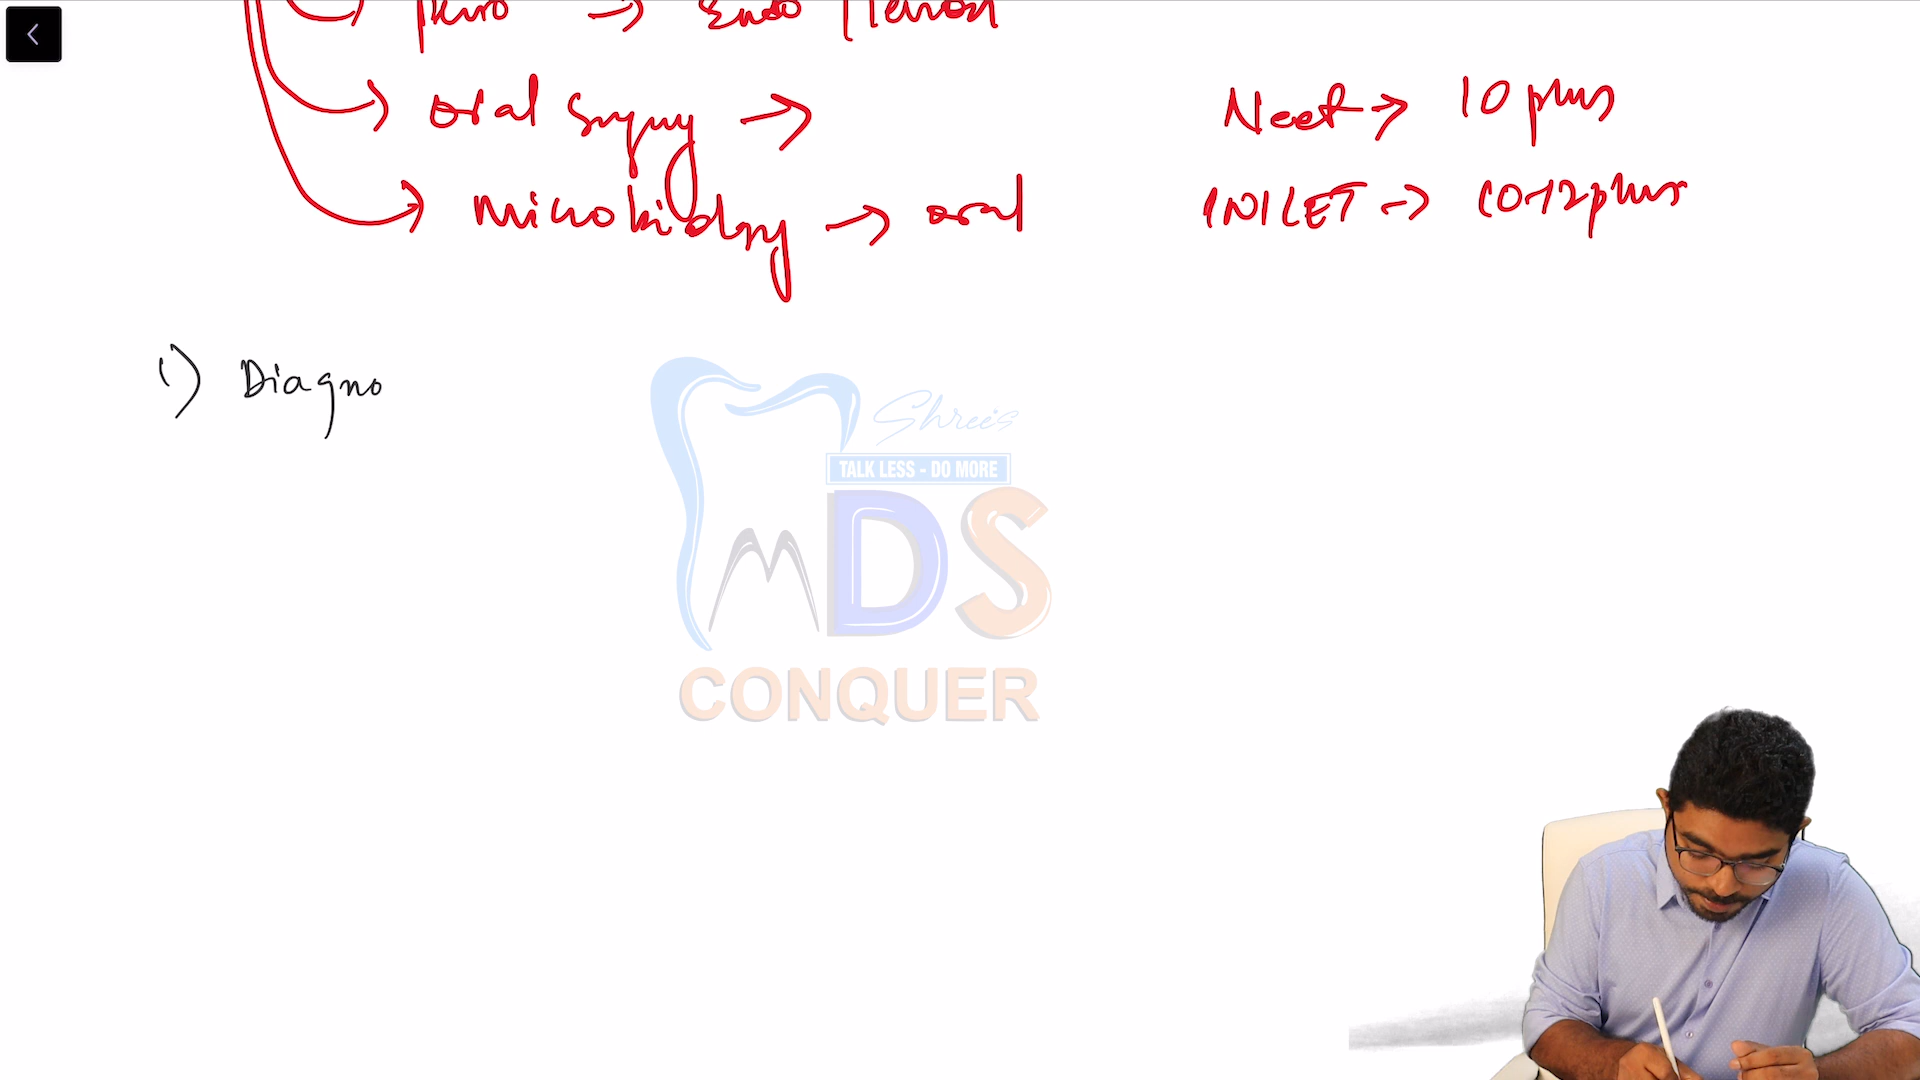 Perio → Endo Period
oral surgery →
Neet → 10 plus
microbiology → oral
INICET → 10-12 plus
1) Diagno
Shree's
TALK LESS - DO MORE
MDS
CONQUER